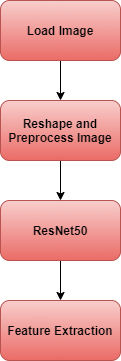 Load Image
Reshape and
Preprocess Image
ResNet50
Feature Extraction